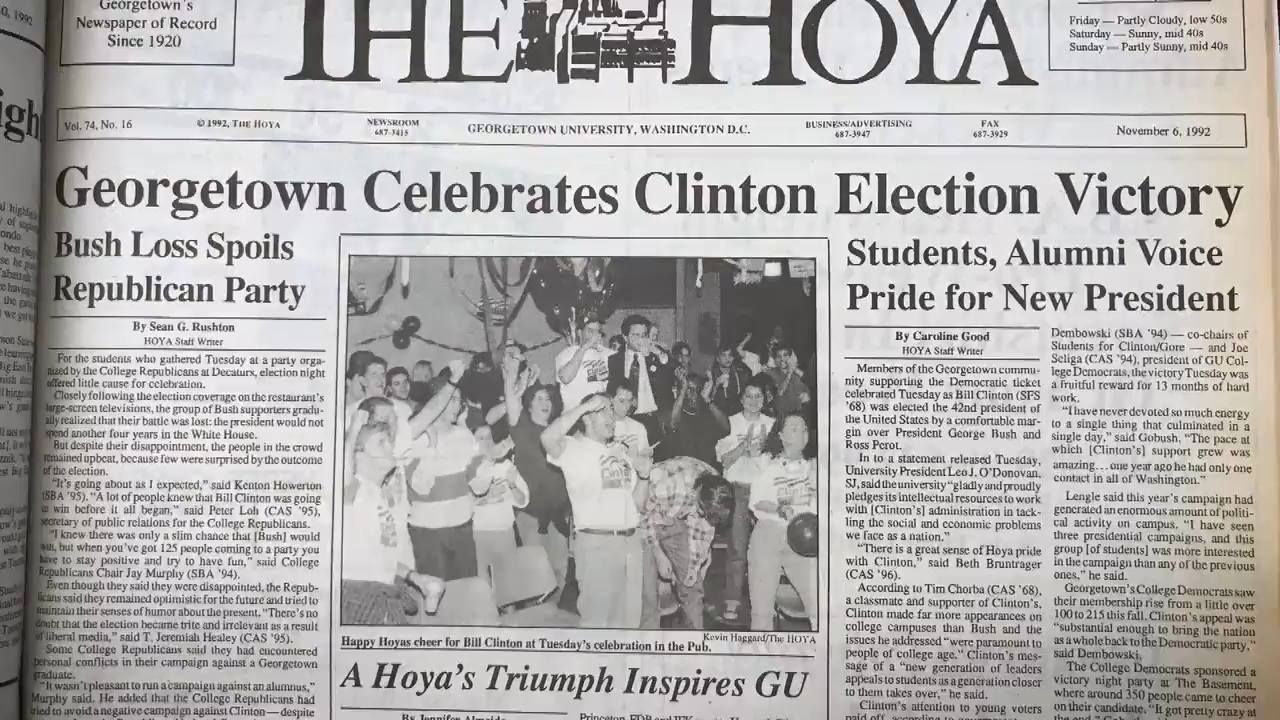 Georgetown's
Newspaper of Record
Since 1920
THE HOYA
Friday — Partly Cloudy, low 50s
Saturday — Sunny, mid 40s
Sunday — Partly Sunny, mid 40s
Vol. 74, No. 16
© 1992, THE HOYA
NEWSROOM
687-3415
GEORGETOWN UNIVERSITY, WASHINGTON D.C.
BUSINESS/ADVERTISING
687-3947
FAX
687-3929
November 6, 1992
Georgetown Celebrates Clinton Election Victory
Bush Loss Spoils
Republican Party
By Sean G. Rushton
HOYA Staff Writer
For the students who gathered Tuesday at a party orga-
nized by the College Republicans at Decaturs, election night
offered little cause for celebration.
Closely following the election coverage on the restaurant's
large-screen televisions, the group of Bush supporters gradu-
ally realized that their battle was lost: the president would not
spend another four years in the White House.
But despite their disappointment, the people in the crowd
remained upbeat, because few were surprised by the outcome
of the election.
"It's going about as I expected," said Kenton Howerton
(SBA '95). "A lot of people knew that Bill Clinton was going
to win before it all began," said Peter Loh (CAS '95),
secretary of public relations for the College Republicans.
"I knew there was only a slim chance that [Bush] would
win, but when you've got 125 people coming to a party you
have to stay positive and try to have fun," said College
Republicans Chair Jay Murphy (SBA '94).
Even though they said they were disappointed, the Repub-
licans said they remained optimistic for the future and tried to
maintain their senses of humor about the present. "There's no
doubt that the election became trite and irrelevant as a result
of liberal media," said T. Jeremiah Healey (CAS '95).
Some College Republicans said they had encountered
personal conflicts in their campaign against a Georgetown
graduate.
"It wasn't pleasant to run a campaign against an alumnus,"
Murphy said. He added that the College Republicans had
tried to avoid a negative campaign against Clinton—despite
Kevin Haggard/The HOYA
Happy Hoyas cheer for Bill Clinton at Tuesday's celebration in the Pub.
A Hoya's Triumph Inspires GU
By Jennifer Almeida
Princeton, FDR and JFK
Students, Alumni Voice
Pride for New President
By Caroline Good
HOYA Staff Writer
Members of the Georgetown commu-
nity supporting the Democratic ticket
celebrated Tuesday as Bill Clinton (SFS
'68) was elected the 42nd president of
the United States by a comfortable mar-
gin over President George Bush and
Ross Perot.
In to a statement released Tuesday,
University President Leo J. O'Donovan,
SJ, said the university "gladly and proudly
pledges its intellectual resources to work
with [Clinton's] administration in tack-
ling the social and economic problems
we face as a nation."
"There is a great sense of Hoya pride
with Clinton," said Beth Bruntrager
(CAS '96).
According to Tim Chorba (CAS '68),
a classmate and supporter of Clinton's,
Clinton made far more appearances on
college campuses than Bush and the
issues he addressed "were paramount to
people of college age." Clinton's mes-
sage of a "new generation of leaders
appeals to students as a generation closer
to them takes over," he said.
Clinton's attention to young voters
paid off, according to
Dembowski (SBA '94) — co-chairs of
Students for Clinton/Gore — and Joe
Seliga (CAS '94), president of GU Col-
lege Democrats, the victory Tuesday was
a fruitful reward for 13 months of hard
work.
"I have never devoted so much energy
to a single thing that culminated in a
single day," said Gobush. "The pace at
which [Clinton's] support grew was
amazing...one year ago he had only one
contact in all of Washington."
Lengle said this year's campaign had
generated an enormous amount of politi-
cal activity on campus. "I have seen
three presidential campaigns, and this
group [of students] was more interested
in the campaign than any of the previous
ones," he said.
Georgetown's College Democrats saw
their membership rise from a little over
100 to 215 this fall. Clinton's appeal was
"substantial enough to bring the nation
as a whole back to the Democratic party,"
said Dembowski.
The College Democrats sponsored a
victory night party at The Basement,
where around 350 people came to cheer
on their candidate. "It got pretty crazy at